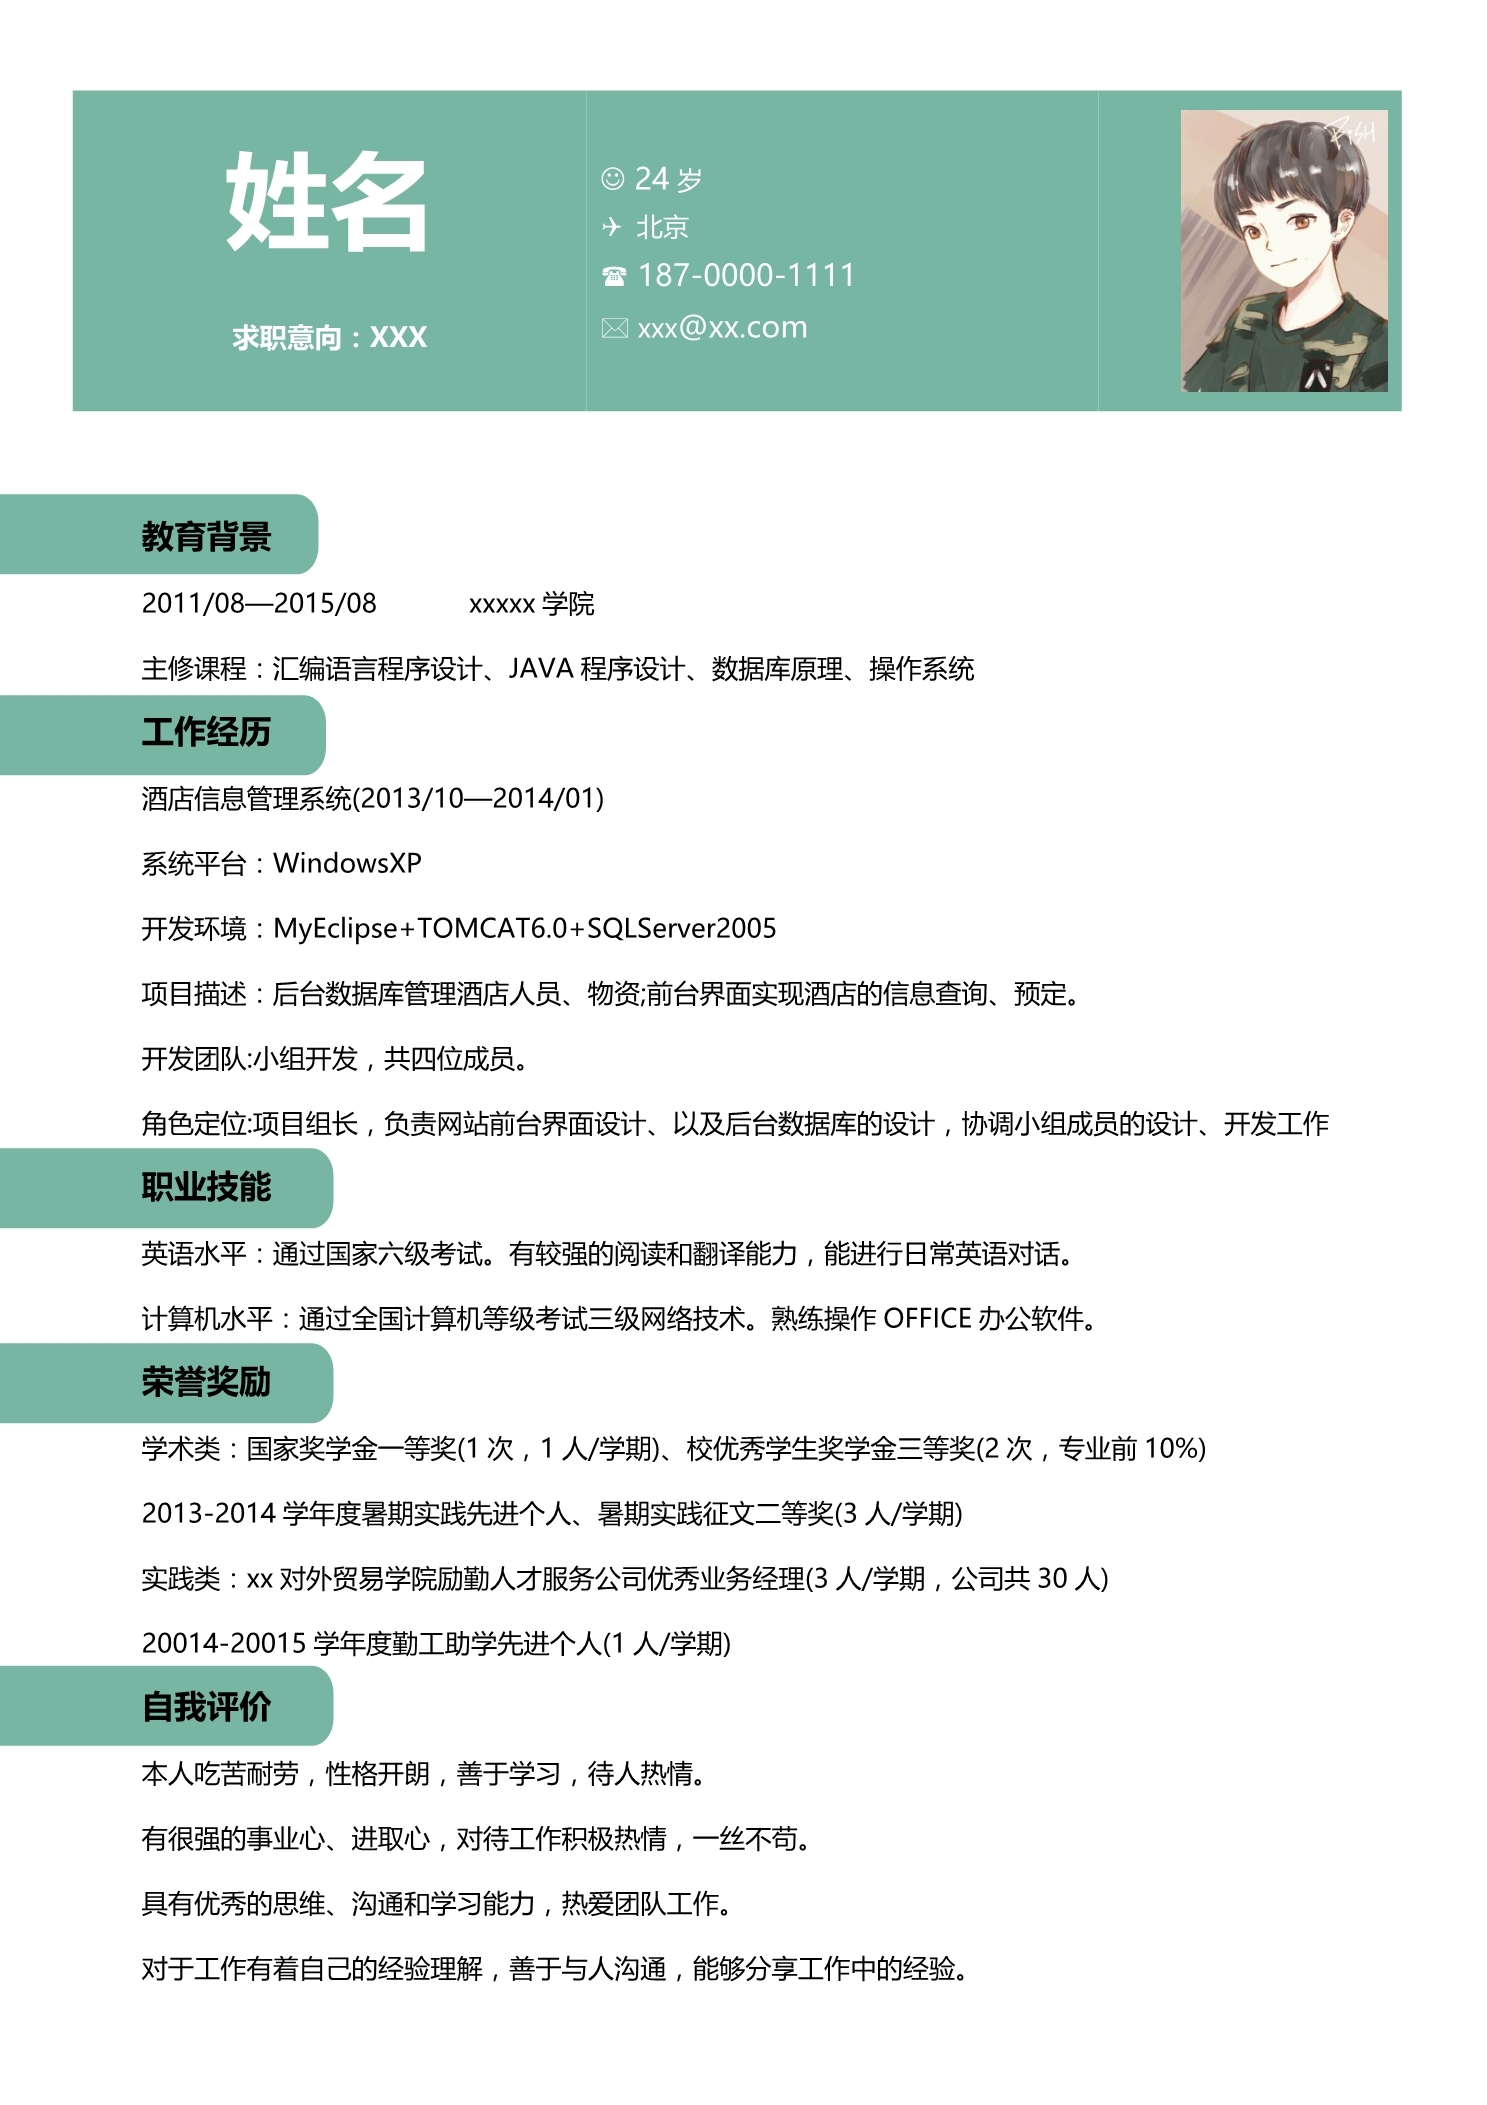 姓名
求职意向：XXX
24 岁
北京
187-0000-1111
xxx@xx.com
FISH
教育背景
2011/08—2015/08 xxxxx 学院
主修课程：汇编语言程序设计、JAVA 程序设计、数据库原理、操作系统
工作经历
酒店信息管理系统(2013/10—2014/01)
系统平台：WindowsXP
开发环境：MyEclipse+TOMCAT6.0+SQLServer2005
项目描述：后台数据库管理酒店人员、物资;前台界面实现酒店的信息查询、预定。
开发团队:小组开发，共四位成员。
角色定位:项目组长，负责网站前台界面设计、以及后台数据库的设计，协调小组成员的设计、开发工作
职业技能
英语水平：通过国家六级考试。有较强的阅读和翻译能力，能进行日常英语对话。
计算机水平：通过全国计算机等级考试三级网络技术。熟练操作 OFFICE 办公软件。
荣誉奖励
学术类：国家奖学金一等奖(1 次，1 人/学期)、校优秀学生奖学金三等奖(2 次，专业前 10%)
2013-2014 学年度暑期实践先进个人、暑期实践征文二等奖(3 人/学期)
实践类：xx 对外贸易学院励勤人才服务公司优秀业务经理(3 人/学期，公司共 30 人)
20014-20015 学年度勤工助学先进个人(1 人/学期)
自我评价
本人吃苦耐劳，性格开朗，善于学习，待人热情。
有很强的事业心、进取心，对待工作积极热情，一丝不苟。
具有优秀的思维、沟通和学习能力，热爱团队工作。
对于工作有着自己的经验理解，善于与人沟通，能够分享工作中的经验。